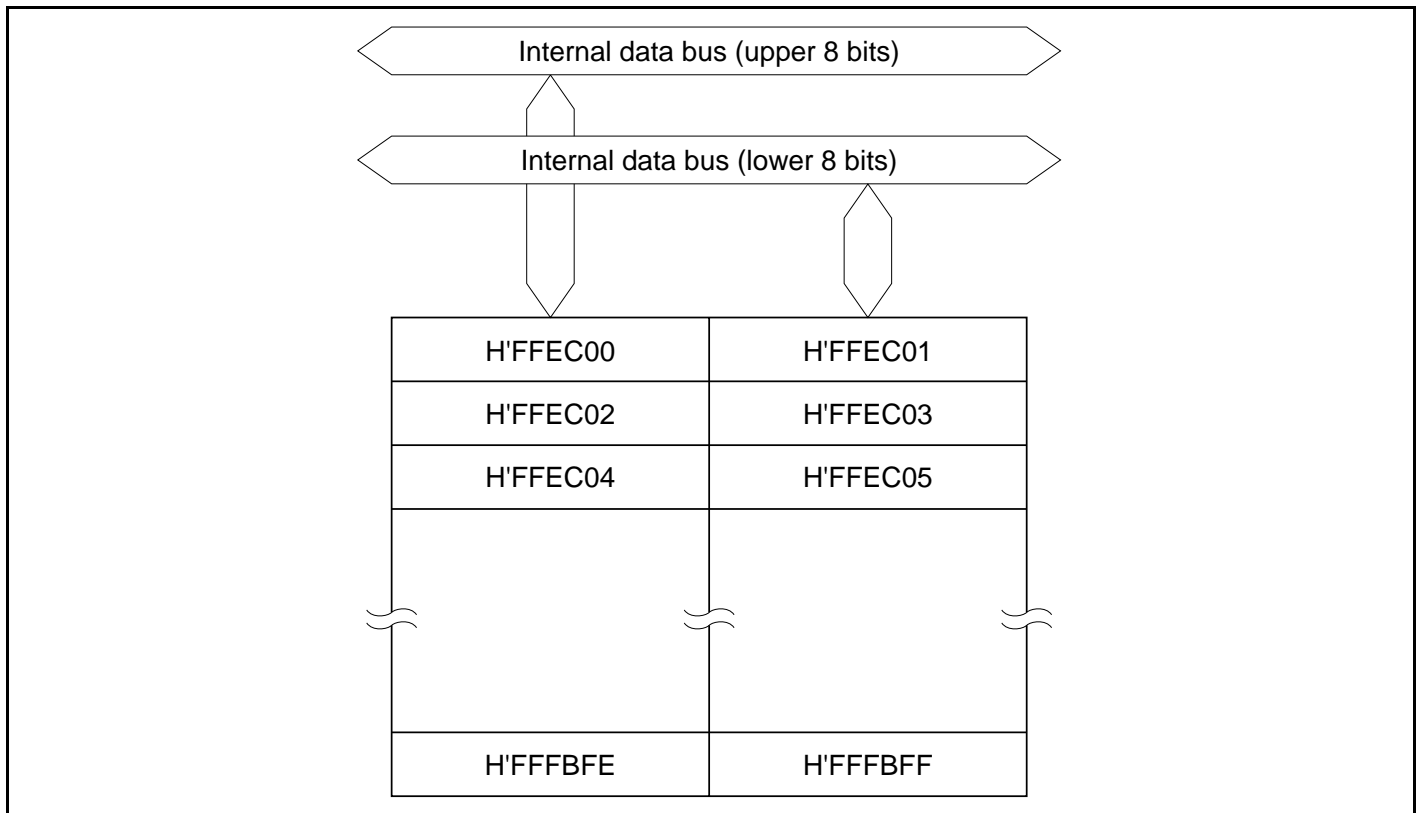 Internal data bus (upper 8 bits)
Internal data bus (lower 8 bits)
H'FFEC00 H'FFEC01
H'FFEC02 H'FFEC03
H'FFEC04 H'FFEC05
H'FFFBFE H'FFFBFF